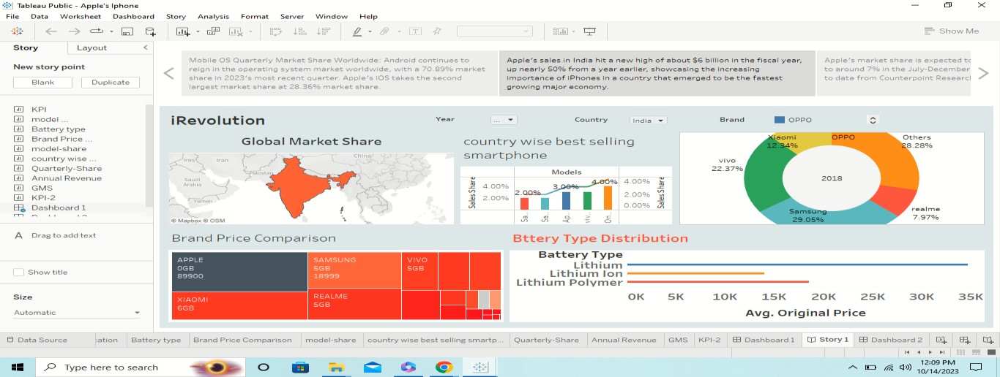 Tableau Public - Apple's Iphone
File Data Worksheet Dashboard Story Analysis Format Server Window Help
Show Me
Story Layout
New story point
Blank Duplicate
KPI
model ...
Battery type
Brand Price ...
model-share
country wise ...
Quarterly-Share
Annual Revenue
GMS
KPI-2
Dashboard 1
A Drag to add text
Show title
Size
Automatic
Mobile OS Quarterly Market Share Worldwide: Android continues to
reign in the operating system market worldwide, with a 70.89% market
share in 2023's most recent quarter. Apple's iOS takes the second
largest market share at 28.36% market share.
Apple's sales in India hit a new high of about $6 billion in the fiscal year,
up nearly 50% from a year earlier, showcasing the increasing
importance of iPhones in a country that emerged to be the fastest
growing major economy.
Apple's market share is expected to
to around 7% in the July-December
to data from Counterpoint Research
iRevolution
Year ...
Country India
Brand OPPO
Global Market Share
Iraq Iran China
Pakistan
Saudi
Arabia
Yemen
© Mapbox © OSM
country wise best selling
smartphone
Models
Sales Share
4.00%
2.00%
2.00% 3.00% 4.00%
4.00%
2.00%
0.00%
Sales Share
Sa.. Sa.. Ap.. viv.. On..
Xiaomi
12.34%
OPPO
Others
28.28%
vivo
22.37%
2018
Samsung
29.05%
realme
7.97%
Brand Price Comparison
APPLE
0GB
89900
SAMSUNG
5GB
18999
VIVO
5GB
XIAOMI
6GB
REALME
5GB
Bttery Type Distribution
Battery Type
Lithium
Lithium Ion
Lithium Polymer
0K 5K 10K 15K 20K 25K 30K 35K
Avg. Original Price
Data Source Battery type Brand Price Comparison model-share country wise best selling smartp... Quarterly-Share Annual Revenue GMS KPI-2 Dashboard 1 Story 1 Dashboard 2
Type here to search
12:09 PM
10/14/2023